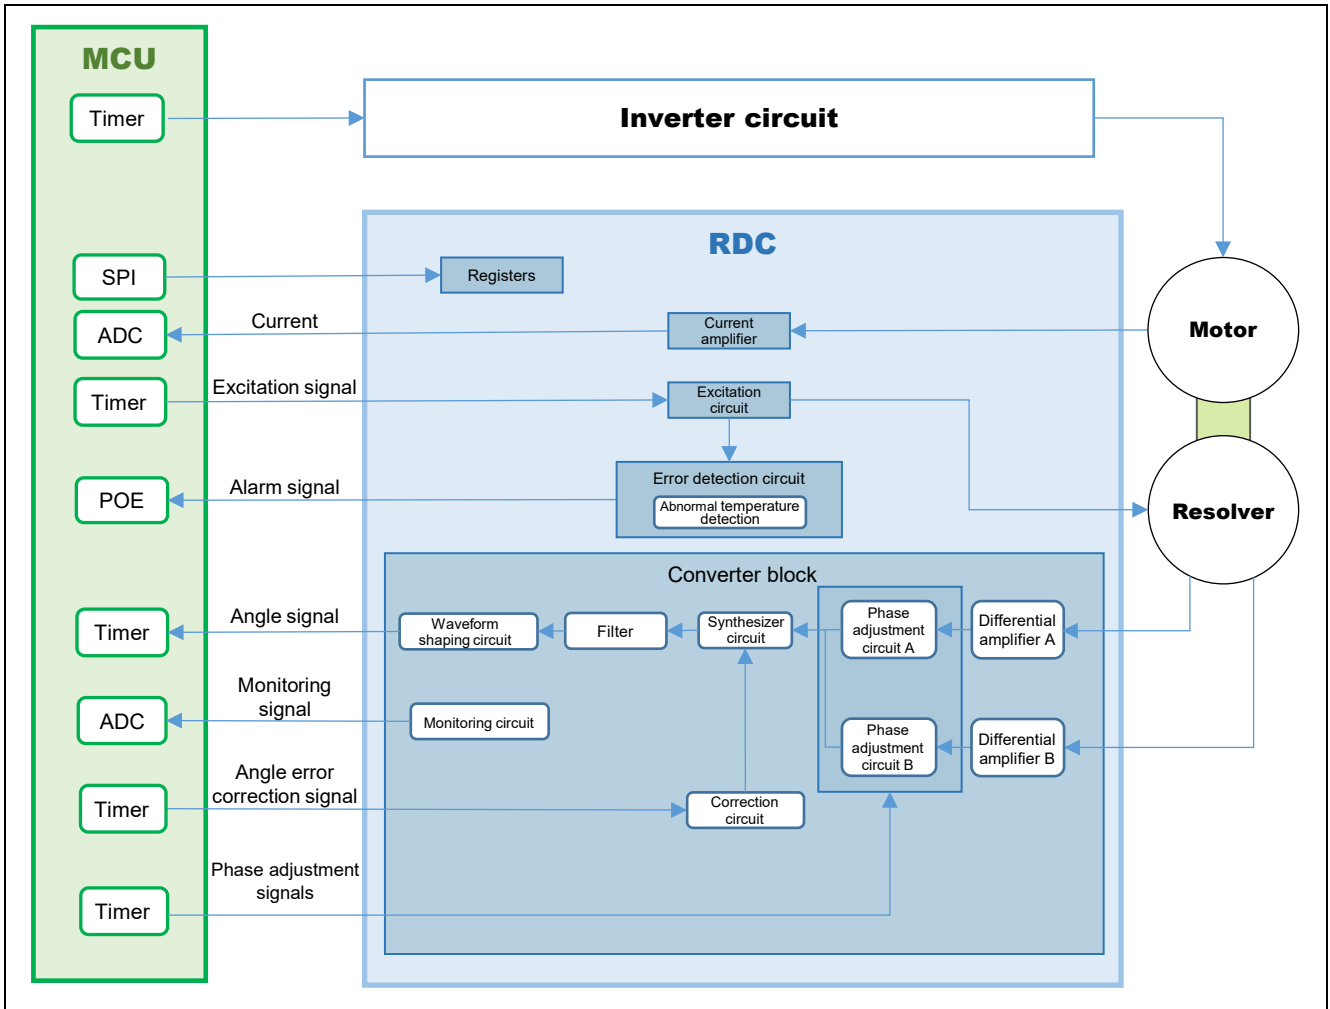 MCU
Timer
Inverter circuit
RDC
SPI
Registers
ADC
Current
Current
amplifier
Motor
Timer
Excitation signal
Excitation
circuit
POE
Alarm signal
Error detection circuit
Abnormal temperature
detection
Resolver
Converter block
Timer
Angle signal
Waveform
shaping circuit
Filter
Synthesizer
circuit
Phase
adjustment
circuit A
Differential
amplifier A
ADC
Monitoring
signal
Monitoring circuit
Phase
adjustment
circuit B
Differential
amplifier B
Timer
Angle error
correction signal
Correction
circuit
Timer
Phase adjustment
signals